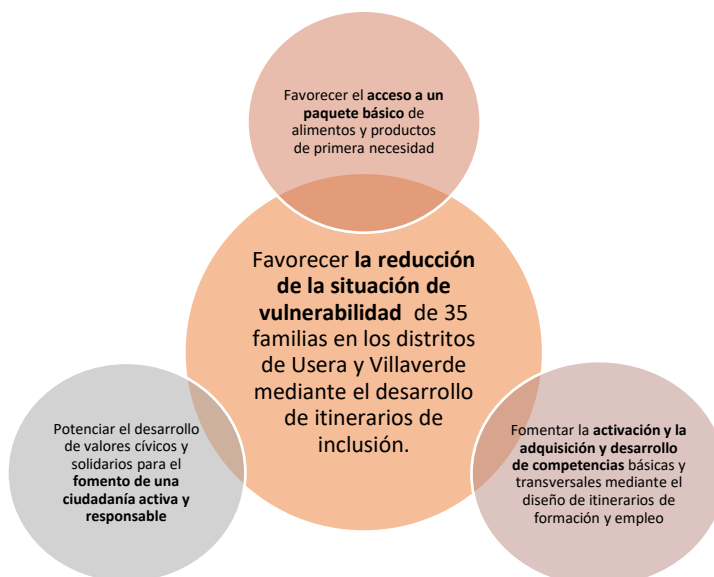 Favorecer el acceso a un
paquete básico de
alimentos y productos
de primera necesidad
Favorecer la reducción
de la situación de
vulnerabilidad  de 35
familias en los distritos
de Usera y Villaverde
mediante el desarrollo
de itinerarios de
inclusión.
Potenciar el desarrollo
de valores cívicos y
solidarios para el
fomento de una
ciudadanía activa y
responsable
Fomentar la activación y la
adquisición y desarrollo
de competencias básicas y
transversales mediante el
diseño de itinerarios de
formación y empleo